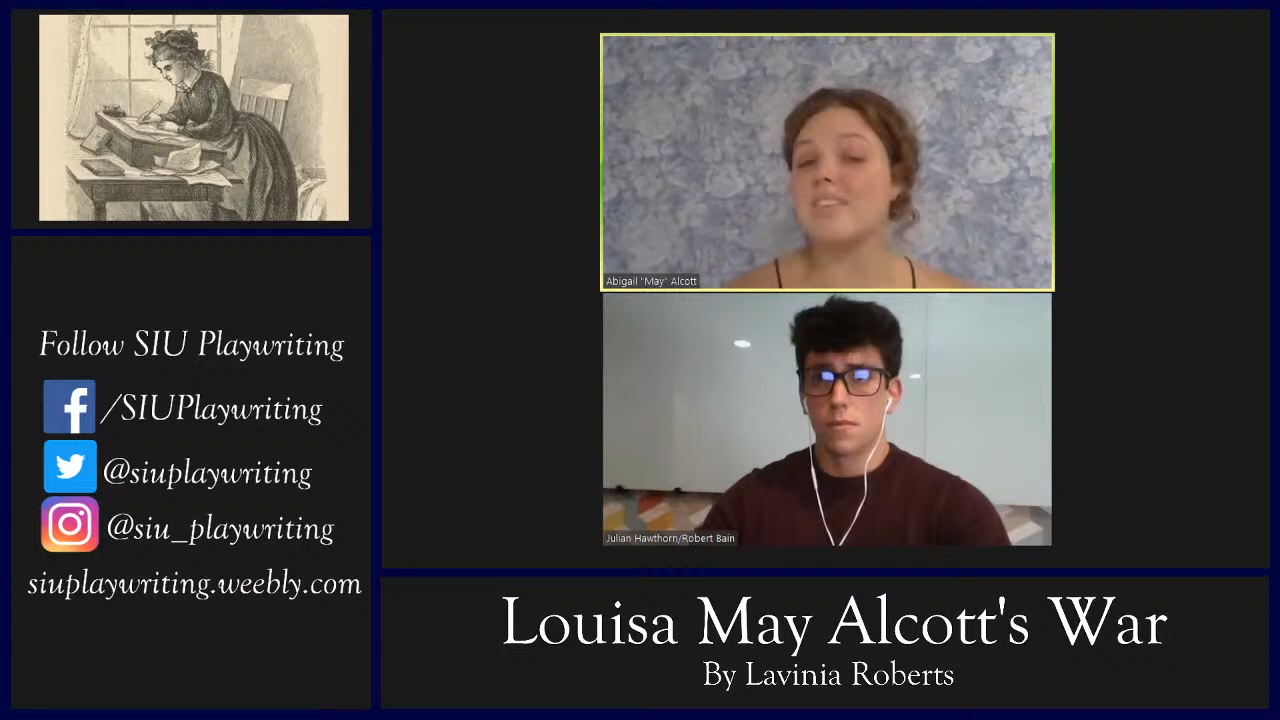 Follow SIU Playwriting
/SIUPlaywriting
@siuplaywriting
@siu_playwriting
siuplaywriting.weebly.com
Abigail "May" Alcott
Julian Hawthorn/Robert Bain
Louisa May Alcott's War
By Lavinia Roberts